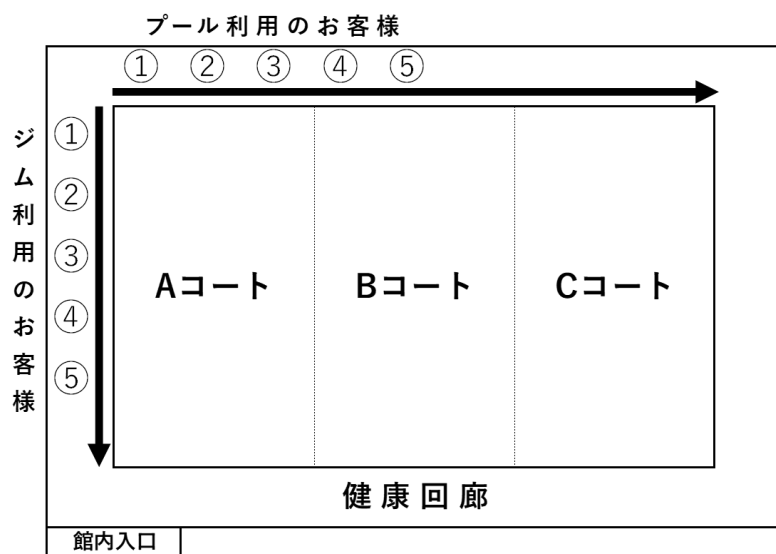 プール利用のお客様
① ② ③ ④ ⑤
ジム利用のお客様
①
②
③
④
⑤
Aコート Bコート Cコート
健康回廊
館内入口